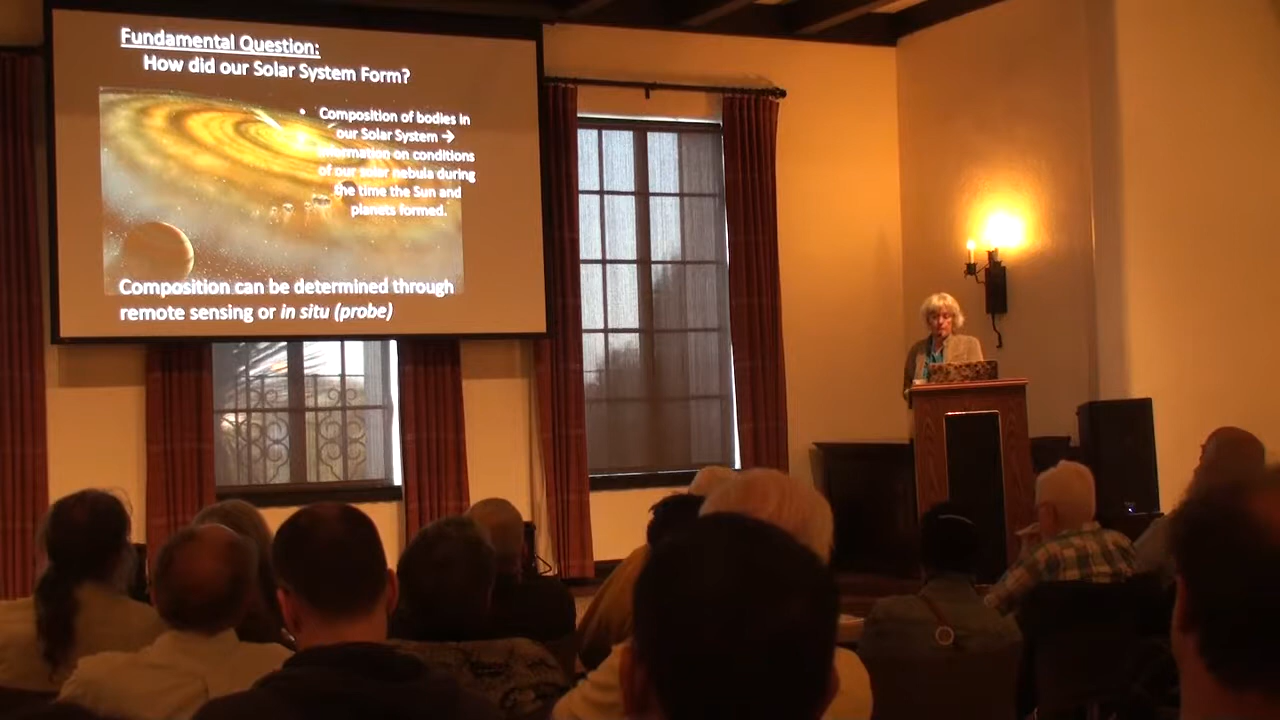 Fundamental Question:
How did our Solar System Form?
• Composition of bodies in
our Solar System →
information on conditions
of our solar nebula during
the time the Sun and
planets formed.
Composition can be determined through
remote sensing or in situ (probe)